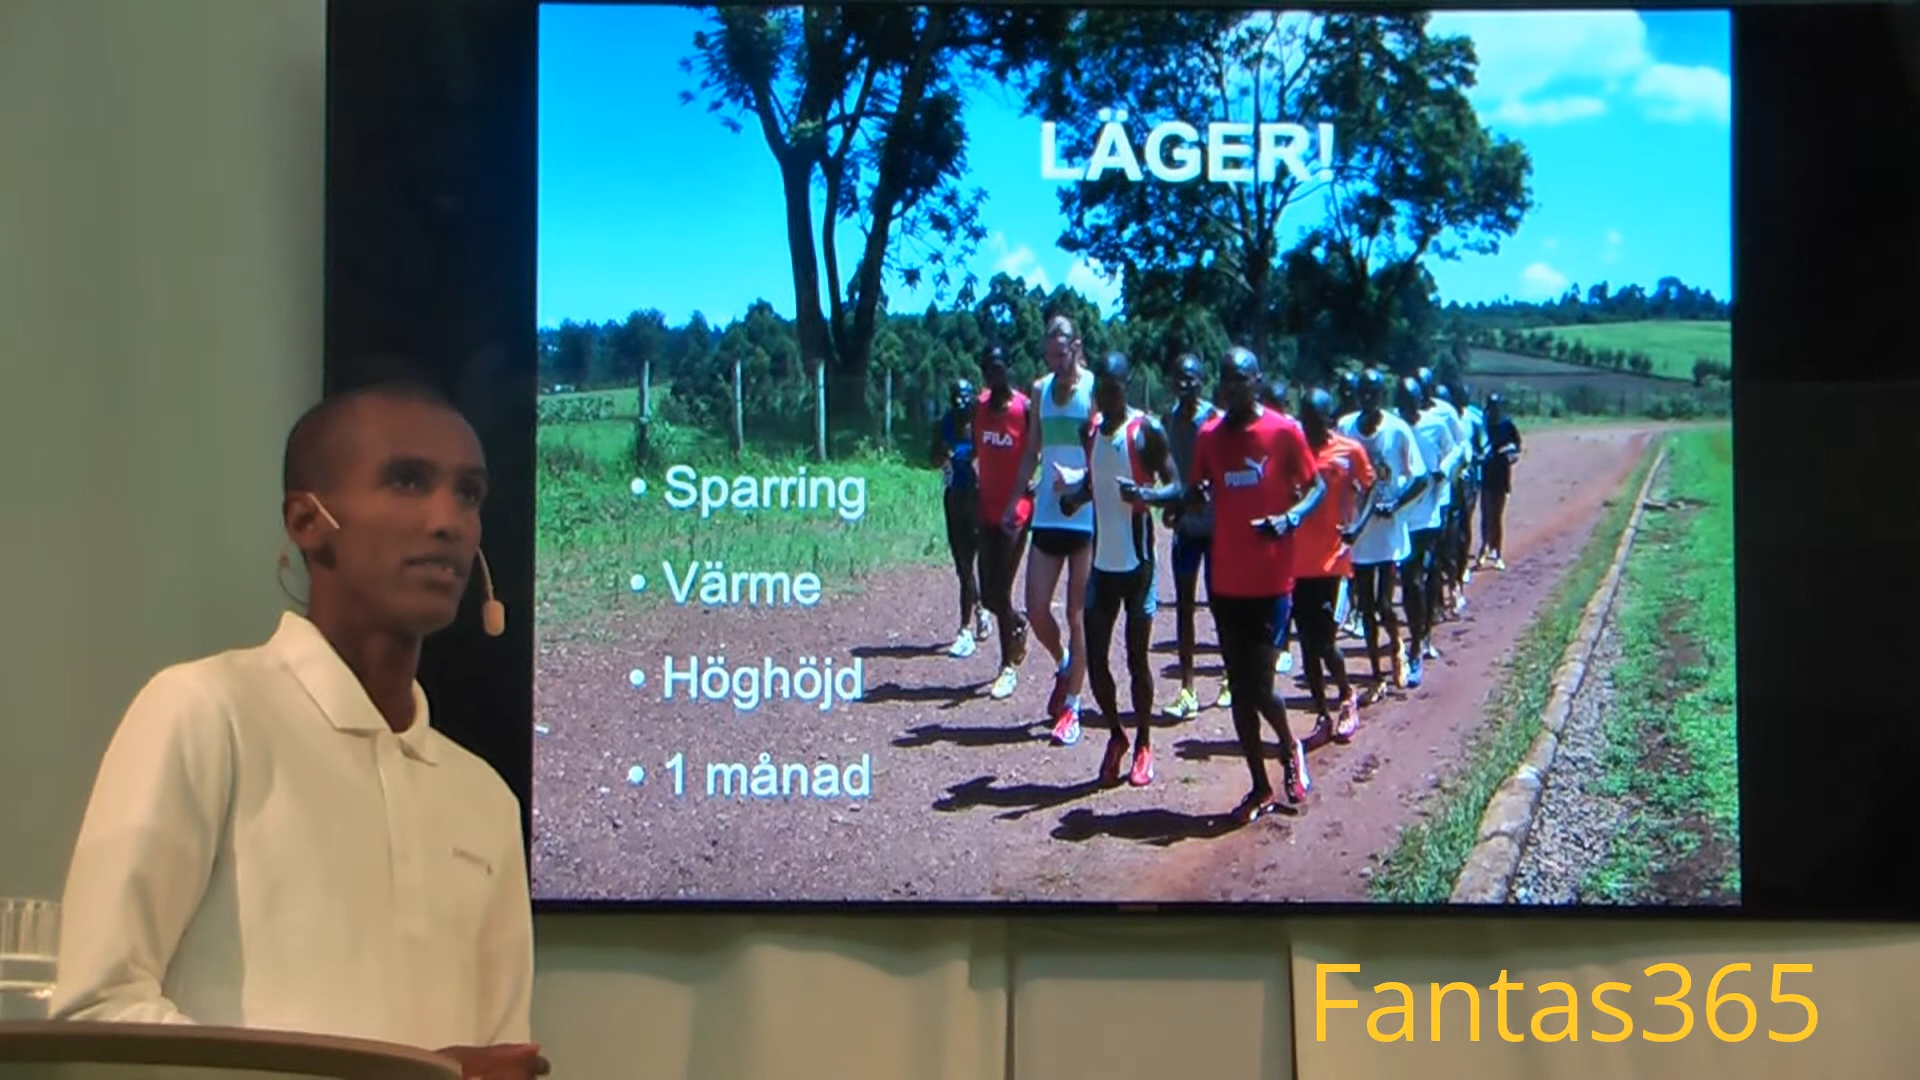 LÄGER!
FILA
PUMA
• Sparring
• Värme
• Höghöjd
• 1 månad
Fantas365